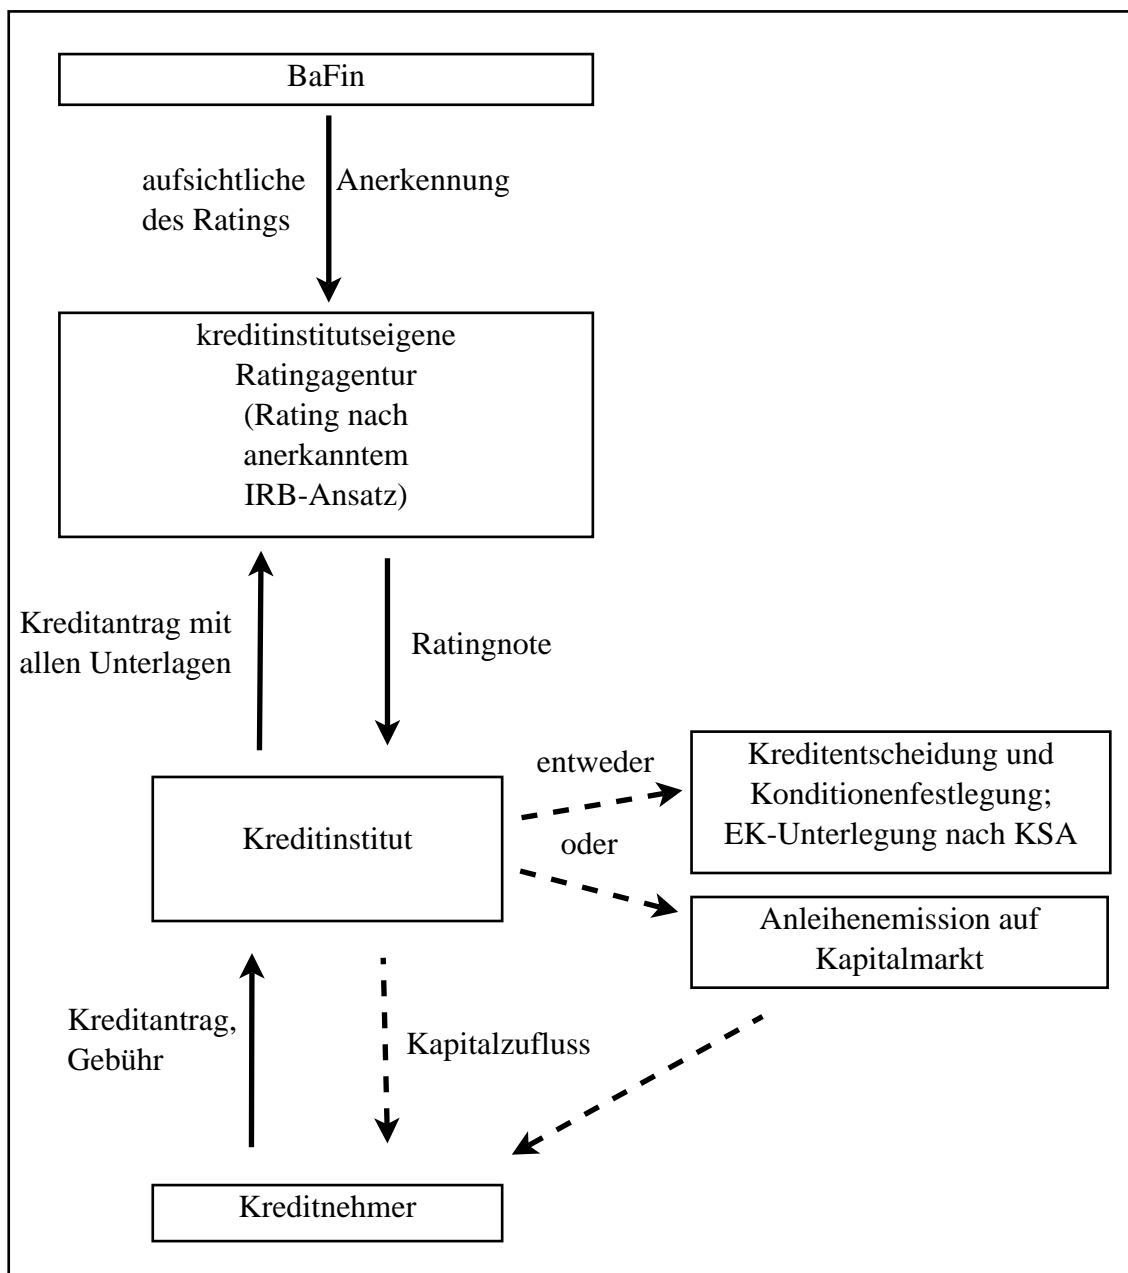 BaFin
aufsichtliche Anerkennung
des Ratings
kreditinstitutseigene
Ratingagentur
(Rating nach
anerkanntem
IRB-Ansatz)
Kreditantrag mit
allen Unterlagen
Ratingnote
Kreditinstitut
entweder
oder
Kreditentscheidung und
Konditionenfestlegung;
EK-Unterlegung nach KSA
Anleihenemission auf
Kapitalmarkt
Kreditantrag,
Gebühr
Kapitalzufluss
Kreditnehmer